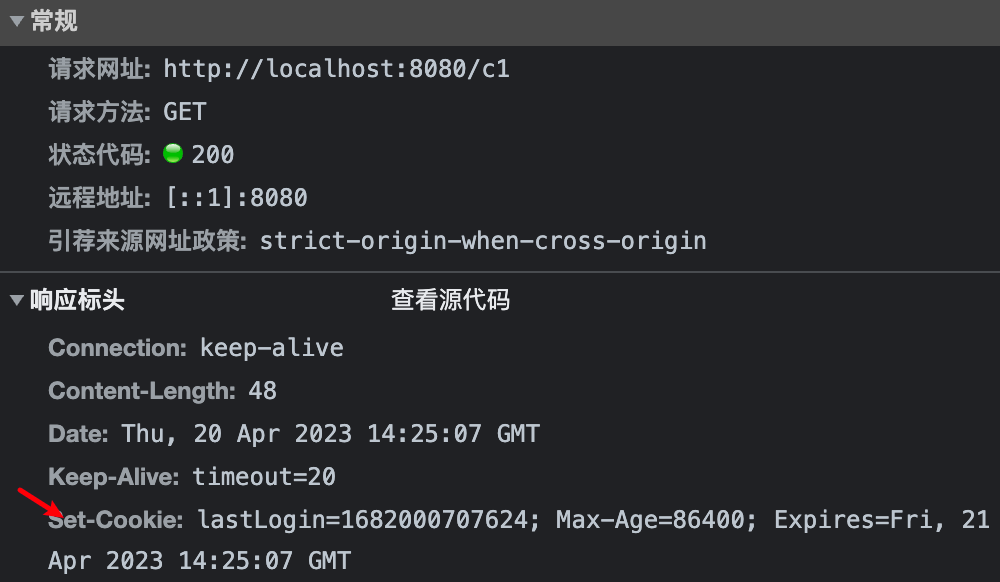 常规
请求网址: http://localhost:8080/c1
请求方法: GET
状态代码: 200
远程地址: [::1]:8080
引荐来源网址政策: strict-origin-when-cross-origin
响应标头 查看源代码
Connection: keep-alive
Content-Length: 48
Date: Thu, 20 Apr 2023 14:25:07 GMT
Keep-Alive: timeout=20
Set-Cookie: lastLogin=1682000707624; Max-Age=86400; Expires=Fri, 21
Apr 2023 14:25:07 GMT